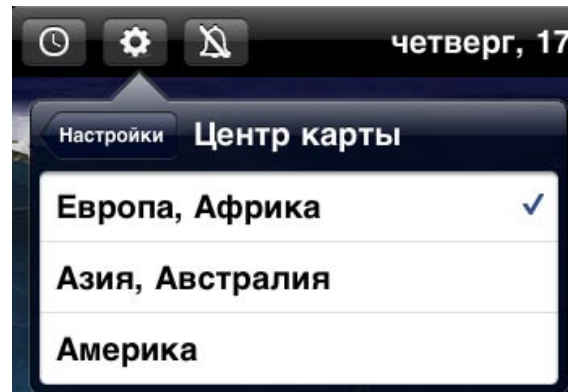 четверг, 17
Настройки Центр карты
Европа, Африка
Азия, Австралия
Америка